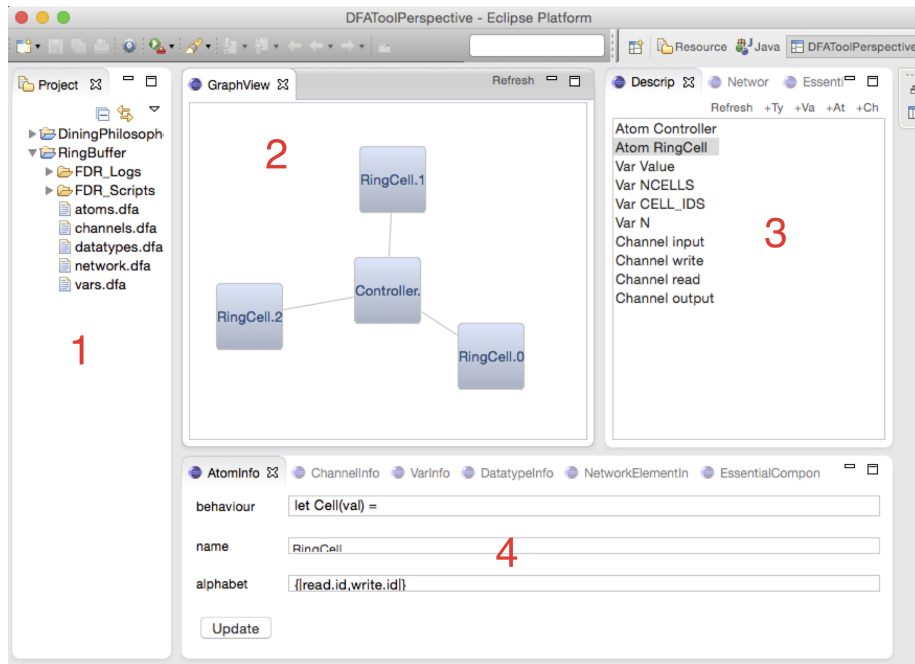 DFAToolPerspective - Eclipse Platform
Resource Java DFAToolPerspective
Project
DiningPhilosoph
RingBuffer
FDR_Logs
FDR_Scripts
atoms.dfa
channels.dfa
datatypes.dfa
network.dfa
vars.dfa
1
GraphView Refresh
2
RingCell.1
Controller.
RingCell.2
RingCell.0
Descrip Networ Essenti
Refresh +Ty +Va +At +Ch
Atom Controller
Atom RingCell
Var Value
Var NCELLS
Var CELL_IDS
Var N
Channel input
Channel write
Channel read
Channel output
3
AtomInfo ChannelInfo VarInfo DatatypeInfo NetworkElementIn EssentialCompon
behaviour let Cell(val) =
name RingCell
4
alphabet {|read.id,write.id|}
Update